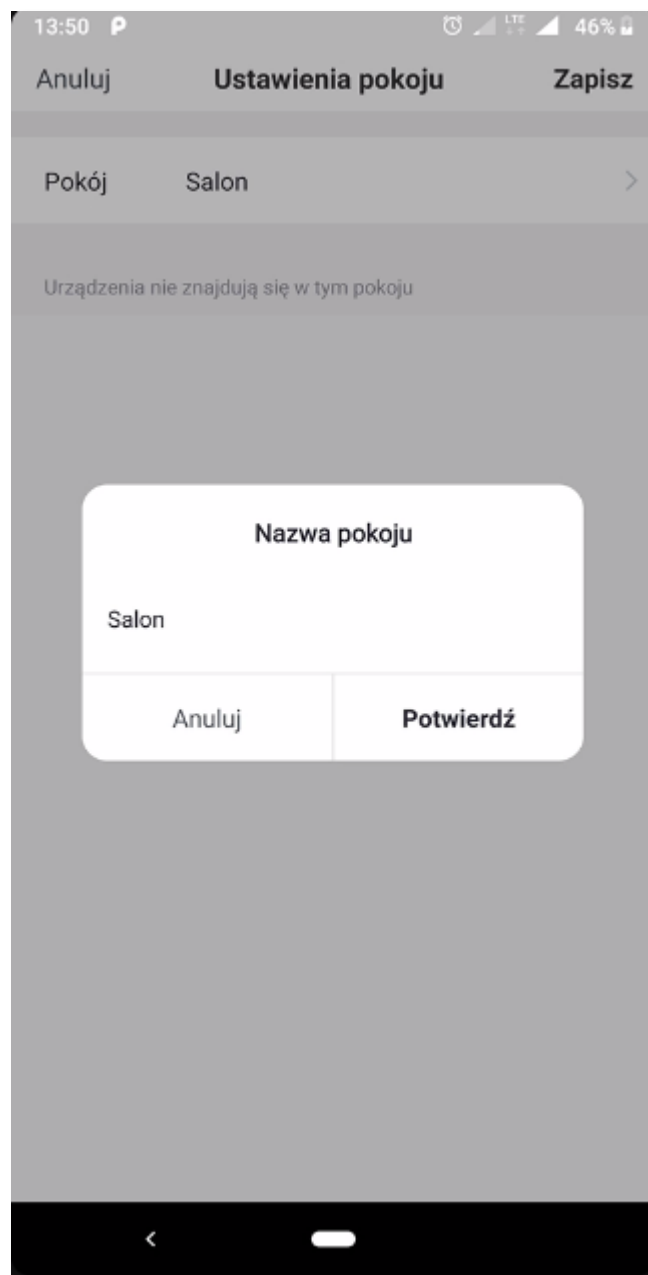 13:50 P LTE 46%
Anuluj Ustawienia pokoju Zapisz
Pokój Salon
Urządzenia nie znajdują się w tym pokoju
Nazwa pokoju
Salon
Anuluj Potwierdź